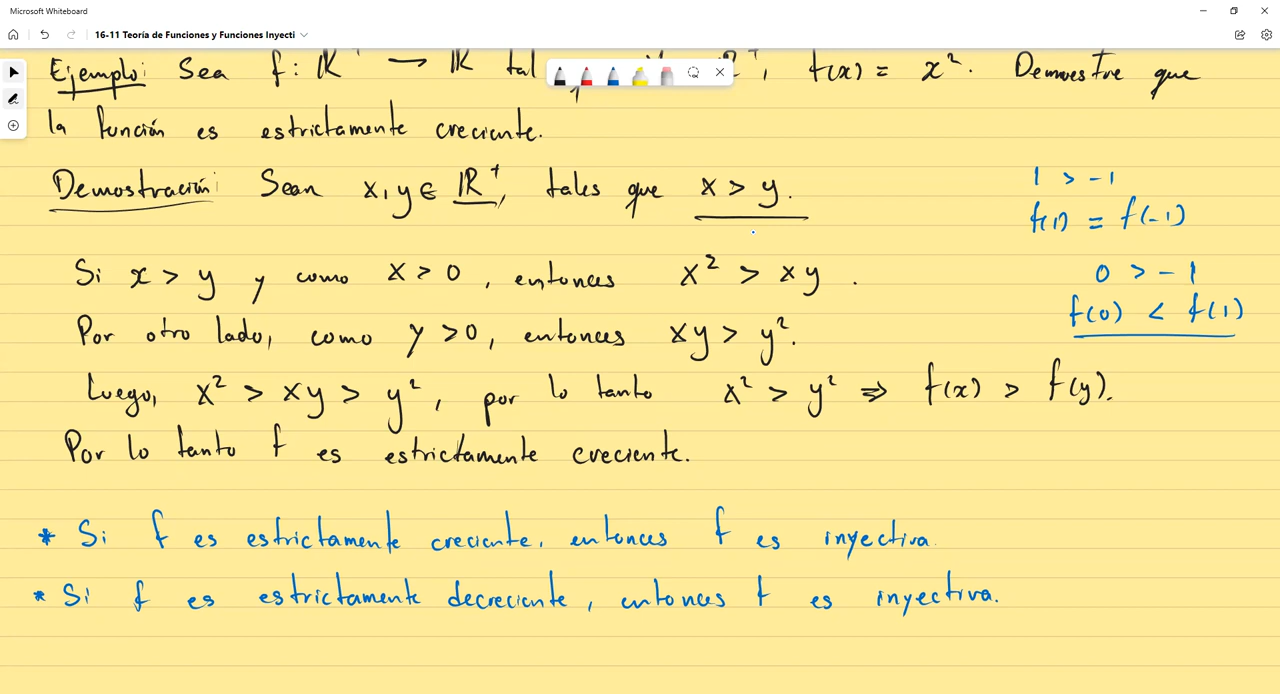 Microsoft Whiteboard
16-11 Teoría de Funciones y Funciones Inyecti
Ejemplo: Sea f: ℝ⁺ → ℝ tal ℝ⁺, f(x) = x². Demuestre que
la función es estrictamente creciente.
Demostración: Sean x, y ∈ ℝ⁺, tales que x > y.
Si x > y y como x > 0, entonces x² > xy.
Por otro lado, como y > 0, entonces xy > y².
Luego, x² > xy > y², por lo tanto x² > y² ⇒ f(x) > f(y).
Por lo tanto f es estrictamente creciente.
1 > -1
f(1) = f(-1)
0 > -1
f(0) < f(1)
* Si f es estrictamente creciente, entonces f es inyectiva.
* Si f es estrictamente decreciente, entonces f es inyectiva.